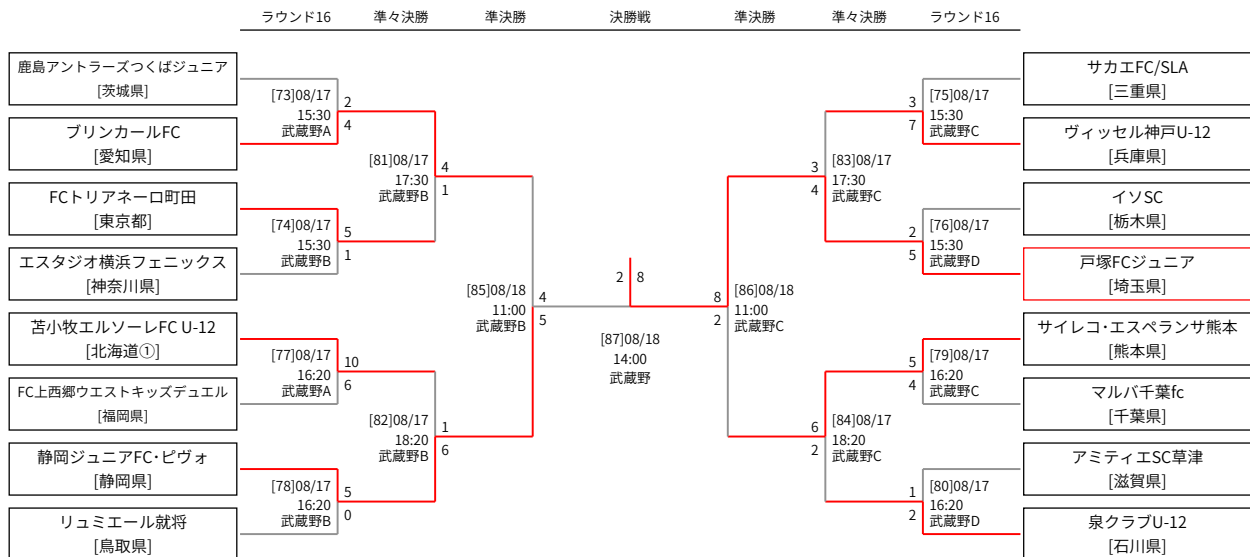 ラウンド16
準々決勝
準決勝
決勝戦
準決勝
準々決勝
ラウンド16
鹿島アントラーズつくばジュニア
[茨城県]
ブリンカールFC
[愛知県]
FCトリアネーロ町田
[東京都]
エスタジオ横浜フェニックス
[神奈川県]
苫小牧エルソーレFC U-12
[北海道①]
FC上西郷ウエストキッズデュエル
[福岡県]
静岡ジュニアFC・ピヴォ
[静岡県]
リュミエール就将
[鳥取県]
[73]08/17
15:30
武蔵野A
2
4
[74]08/17
15:30
武蔵野B
5
1
[77]08/17
16:20
武蔵野A
10
6
[78]08/17
16:20
武蔵野B
5
0
[81]08/17
17:30
武蔵野B
4
1
[82]08/17
18:20
武蔵野B
1
6
[85]08/18
11:00
武蔵野B
4
5
2
8
[87]08/18
14:00
武蔵野
8
2
[86]08/18
11:00
武蔵野C
3
4
[83]08/17
17:30
武蔵野C
6
2
[84]08/17
18:20
武蔵野C
3
7
[75]08/17
15:30
武蔵野C
2
5
[76]08/17
15:30
武蔵野D
5
4
[79]08/17
16:20
武蔵野C
1
2
[80]08/17
16:20
武蔵野D
サカエFC/SLA
[三重県]
ヴィッセル神戸U-12
[兵庫県]
イソSC
[栃木県]
戸塚FCジュニア
[埼玉県]
サイレコ・エスペランサ熊本
[熊本県]
マルバ千葉fc
[千葉県]
アミティエSC草津
[滋賀県]
泉クラブU-12
[石川県]